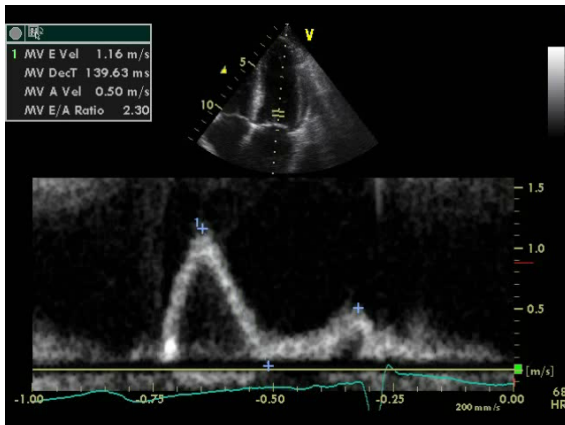 V
1 MV E Vel 1.16 m/s
MV DecT 139.63 ms
MV A Vel 0.50 m/s
MV E/A Ratio 2.30
5
10
1
1.5
1.0
0.5
[m/s]
-1.00 -0.75 -0.50 -0.25 0.00
200 mm/s
68
HR